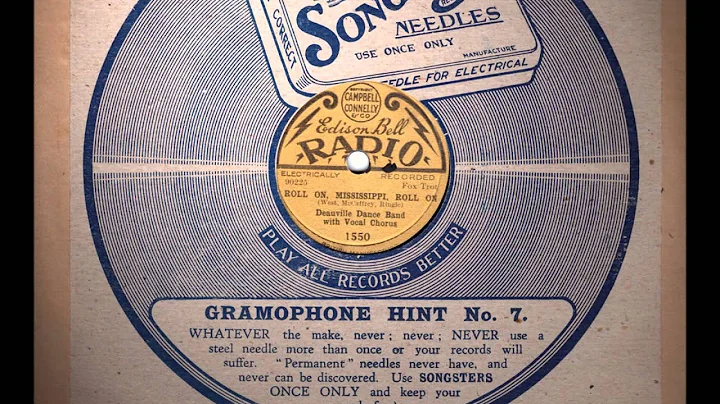 CORRECT
NEEDLES
USE ONCE ONLY
MANUFACTURE
NEEDLE FOR ELECTRICAL
COPYRIGHT
CAMPBELL
CONNELLY
& CO
Edison Bell
RADIO
ELECTRICALLY RECORDED
90225 Fox Trot
ROLL ON, MISSISSIPPI, ROLL ON
(West, McCaffrey, Ringle)
Deauville Dance Band
with Vocal Chorus
1550
PLAY ALL RECORDS BETTER
GRAMOPHONE HINT No. 7.
WHATEVER the make, never; never; NEVER use a
steel needle more than once or your records will
suffer. "Permanent" needles never have, and
never can be discovered. Use SONGSTERS
ONCE ONLY and keep your